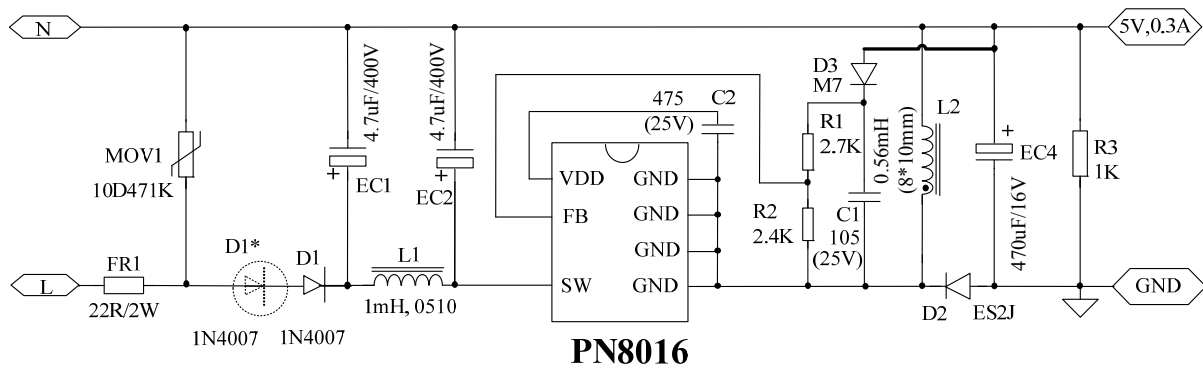 N
5V,0.3A
4.7uF/400V
4.7uF/400V
D3
M7
475
(25V)
C2
L2
MOV1
10D471K
EC1
EC2
VDD
GND
FB
GND
GND
SW
GND
R1
2.7K
0.56mH
(8*10mm)
EC4
R3
1K
R2
2.4K
C1
105
(25V)
470uF/16V
D1*
D1
L1
FR1
L
22R/2W
1mH, 0510
1N4007
1N4007
D2
ES2J
GND
PN8016